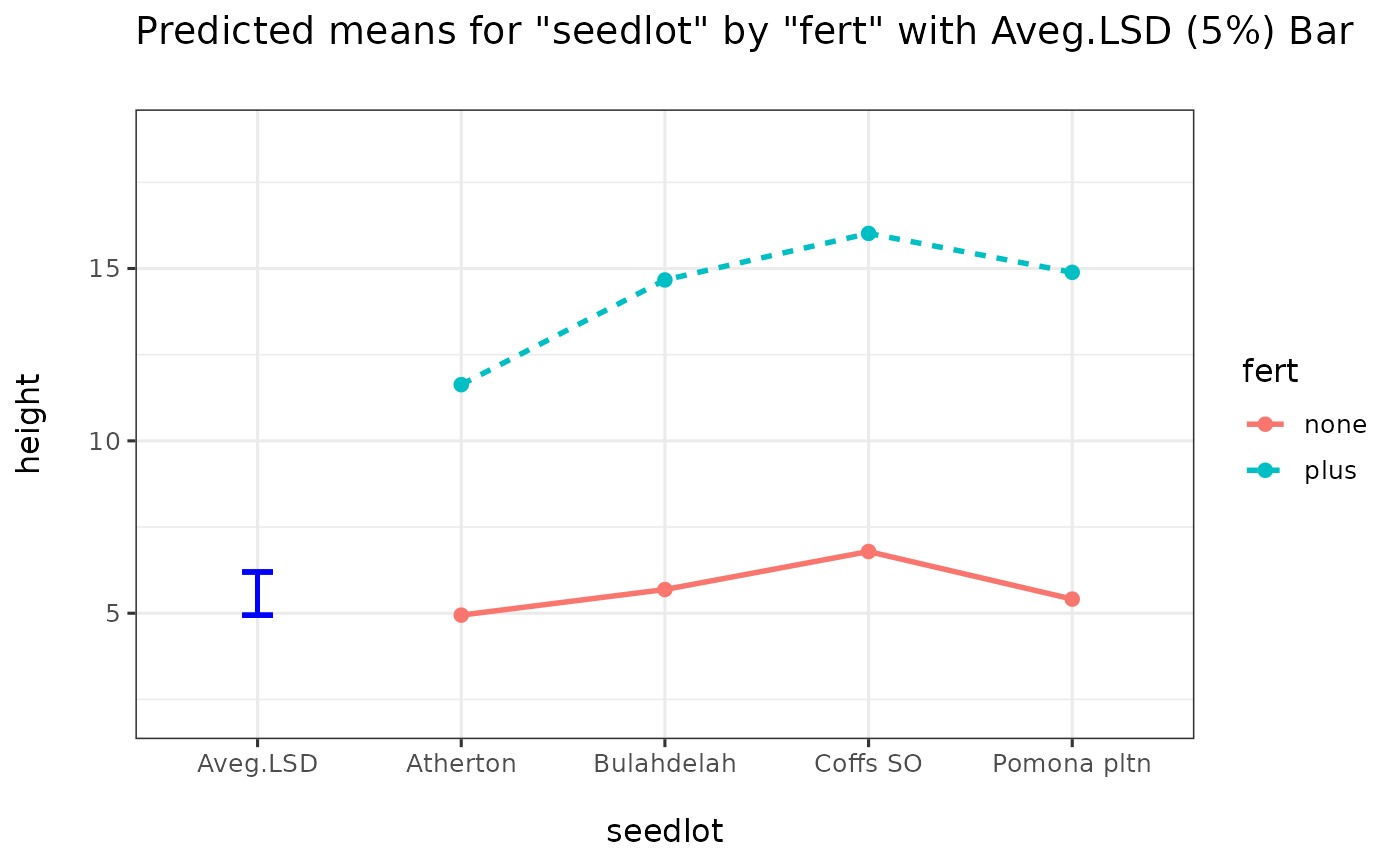 Predicted means for "seedlot" by "fert" with Aveg.LSD (5%) Bar
height
15
10
5
Aveg.LSD
Atherton
Bulahdelah
Coffs SO
Pomona pltn
seedlot
fert
none
plus